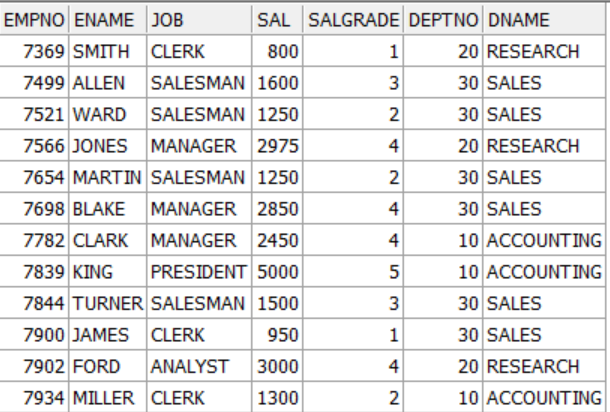 EMPNO ENAME JOB SAL SALGRADE DEPTNO DNAME
7369 SMITH CLERK 800 1 20 RESEARCH
7499 ALLEN SALESMAN 1600 3 30 SALES
7521 WARD SALESMAN 1250 2 30 SALES
7566 JONES MANAGER 2975 4 20 RESEARCH
7654 MARTIN SALESMAN 1250 2 30 SALES
7698 BLAKE MANAGER 2850 4 30 SALES
7782 CLARK MANAGER 2450 4 10 ACCOUNTING
7839 KING PRESIDENT 5000 5 10 ACCOUNTING
7844 TURNER SALESMAN 1500 3 30 SALES
7900 JAMES CLERK 950 1 30 SALES
7902 FORD ANALYST 3000 4 20 RESEARCH
7934 MILLER CLERK 1300 2 10 ACCOUNTING